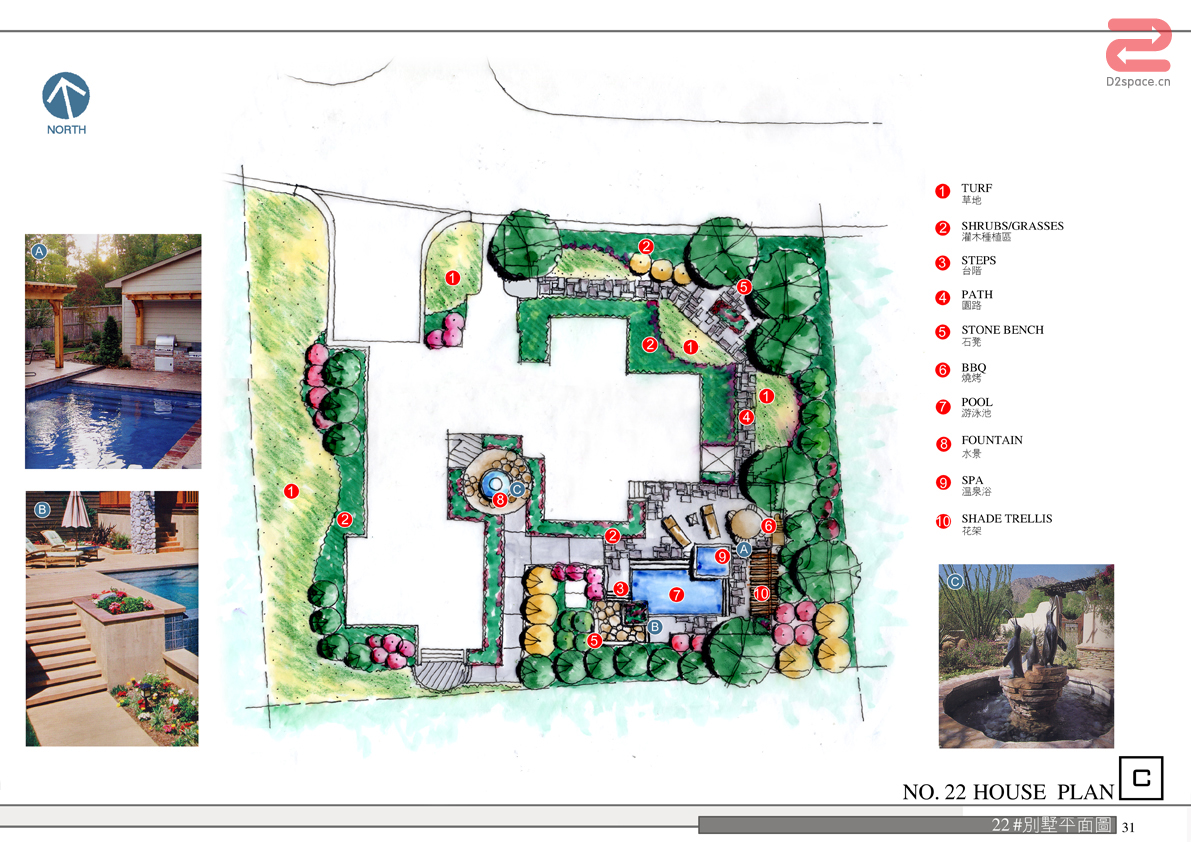 D2space.cn
NORTH
A
B
1
2
1
5
2
1
1
4
1
2
8
C
2
6
A
9
3
7
10
B
5
1 TURF
草地
2 SHRUBS/GRASSES
灌木種植區
3 STEPS
台階
4 PATH
園路
5 STONE BENCH
石凳
6 BBQ
燒烤
7 POOL
游泳池
8 FOUNTAIN
水景
9 SPA
溫泉浴
10 SHADE TRELLIS
花架
C
NO. 22 HOUSE PLAN C
22#別墅平面圖 31